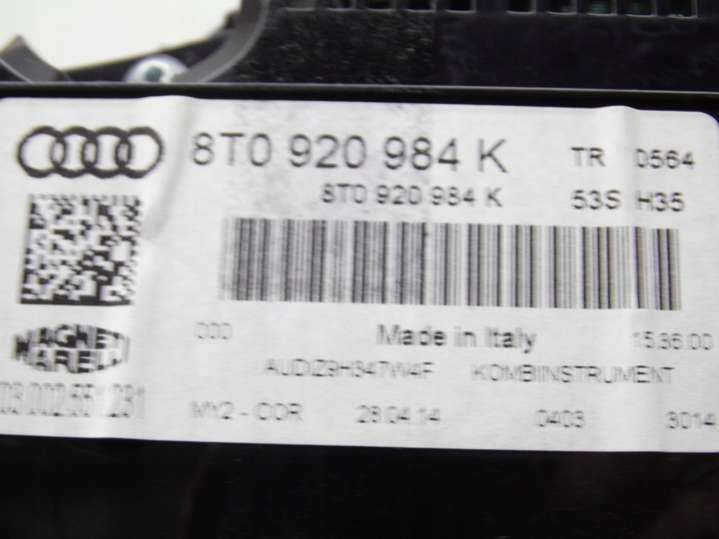 8T0 920 984 K TR 0564
8T0 920 984 K 53S H35
000 Made in Italy 15:36:00
MAGNETI MARELLI
AUDIZ9H347W4F KOMBIINSTRUMENT
MY2 - COR 28.04.14 0403 3014